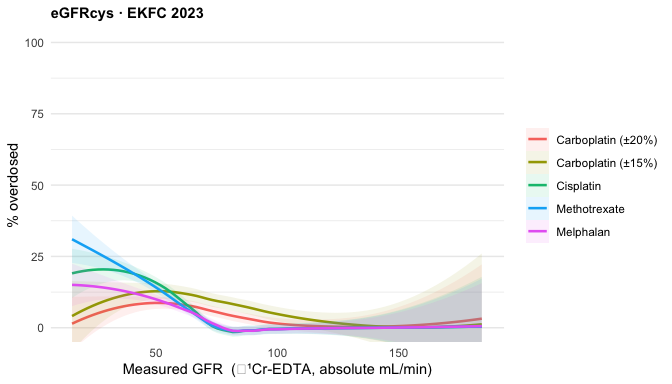 eGFRcys · EKFC 2023
100
75
50
25
0
% overdosed
50
100
150
Measured GFR (□¹Cr-EDTA, absolute mL/min)
Carboplatin (±20%)
Carboplatin (±15%)
Cisplatin
Methotrexate
Melphalan